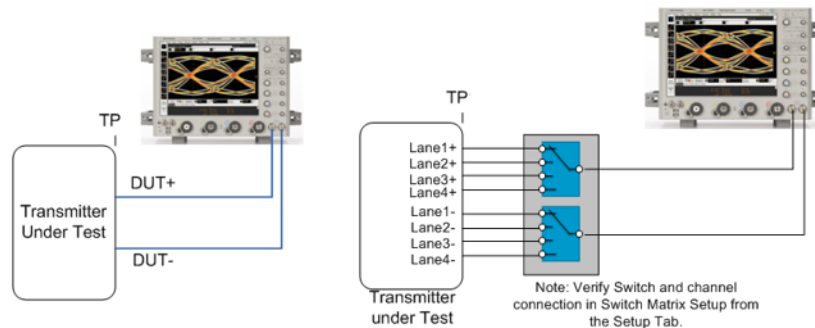 TP
DUT+
Transmitter
Under Test
DUT-
TP
Lane1+
Lane2+
Lane3+
Lane4+
Lane1-
Lane2-
Lane3-
Lane4-
Transmitter
under Test
Note: Verify Switch and channel
connection in Switch Matrix Setup from
the Setup Tab.